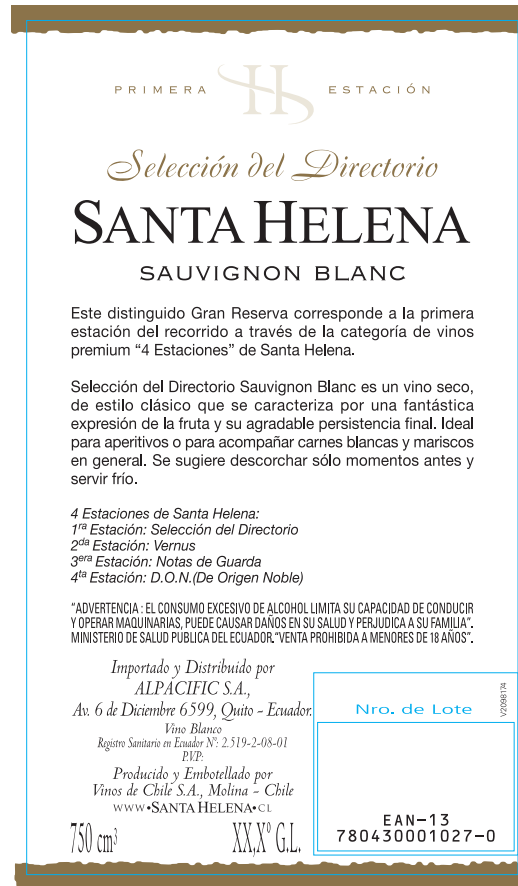 PRIMERA ESTACIÓN
Selección del Directorio
SANTA HELENA
SAUVIGNON BLANC
Este distinguido Gran Reserva corresponde a la primera
estación del recorrido a través de la categoría de vinos
premium “4 Estaciones” de Santa Helena.
Selección del Directorio Sauvignon Blanc es un vino seco,
de estilo clásico que se caracteriza por una fantástica
expresión de la fruta y su agradable persistencia final. Ideal
para aperitivos o para acompañar carnes blancas y mariscos
en general. Se sugiere descorchar sólo momentos antes y
servir frío.
4 Estaciones de Santa Helena:
1ra Estación: Selección del Directorio
2da Estación: Vernus
3era Estación: Notas de Guarda
4ta Estación: D.O.N.(De Origen Noble)
“ADVERTENCIA : EL CONSUMO EXCESIVO DE ALCOHOL LIMITA SU CAPACIDAD DE CONDUCIR
Y OPERAR MAQUINARIAS, PUEDE CAUSAR DAÑOS EN SU SALUD Y PERJUDICA A SU FAMILIA”.
MINISTERIO DE SALUD PUBLICA DEL ECUADOR. “VENTA PROHIBIDA A MENORES DE 18 AÑOS”.
Importado y Distribuido por
ALPACIFIC S.A.,
Av. 6 de Diciembre 6599, Quito - Ecuador.
Vino Blanco
Registro Sanitario en Ecuador Nº: 2.519-2-08-01
P.V.P:
Producido y Embotellado por
Vinos de Chile S.A., Molina - Chile
WWW•SANTA HELENA•CL
750 cm³ XX,Xº G.L.
Nro. de Lote
V2098174
EAN-13
780430001027-0